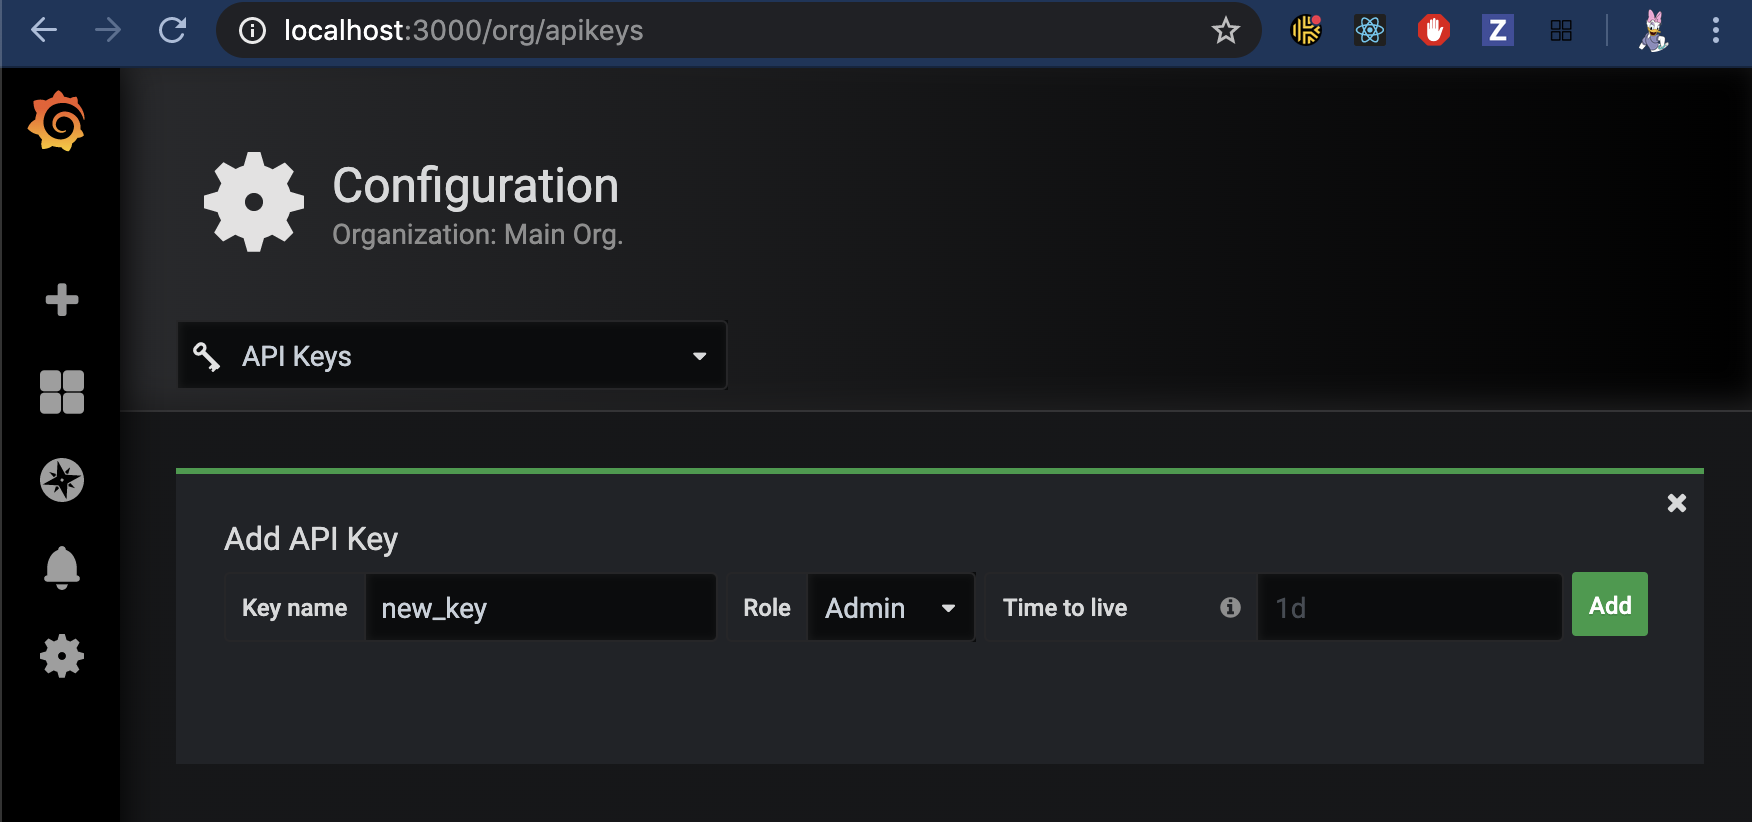 localhost:3000/org/apikeys
Z
Configuration
Organization: Main Org.
API Keys
Add API Key
Key name new_key Role Admin Time to live 1d Add